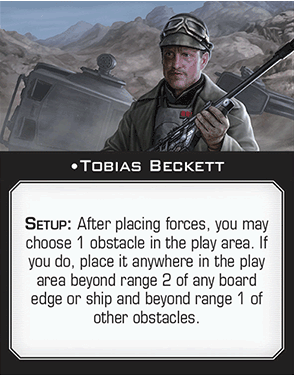 •Tobias Beckett
Setup: After placing forces, you may
choose 1 obstacle in the play area. If
you do, place it anywhere in the play
area beyond range 2 of any board
edge or ship and beyond range 1 of
other obstacles.